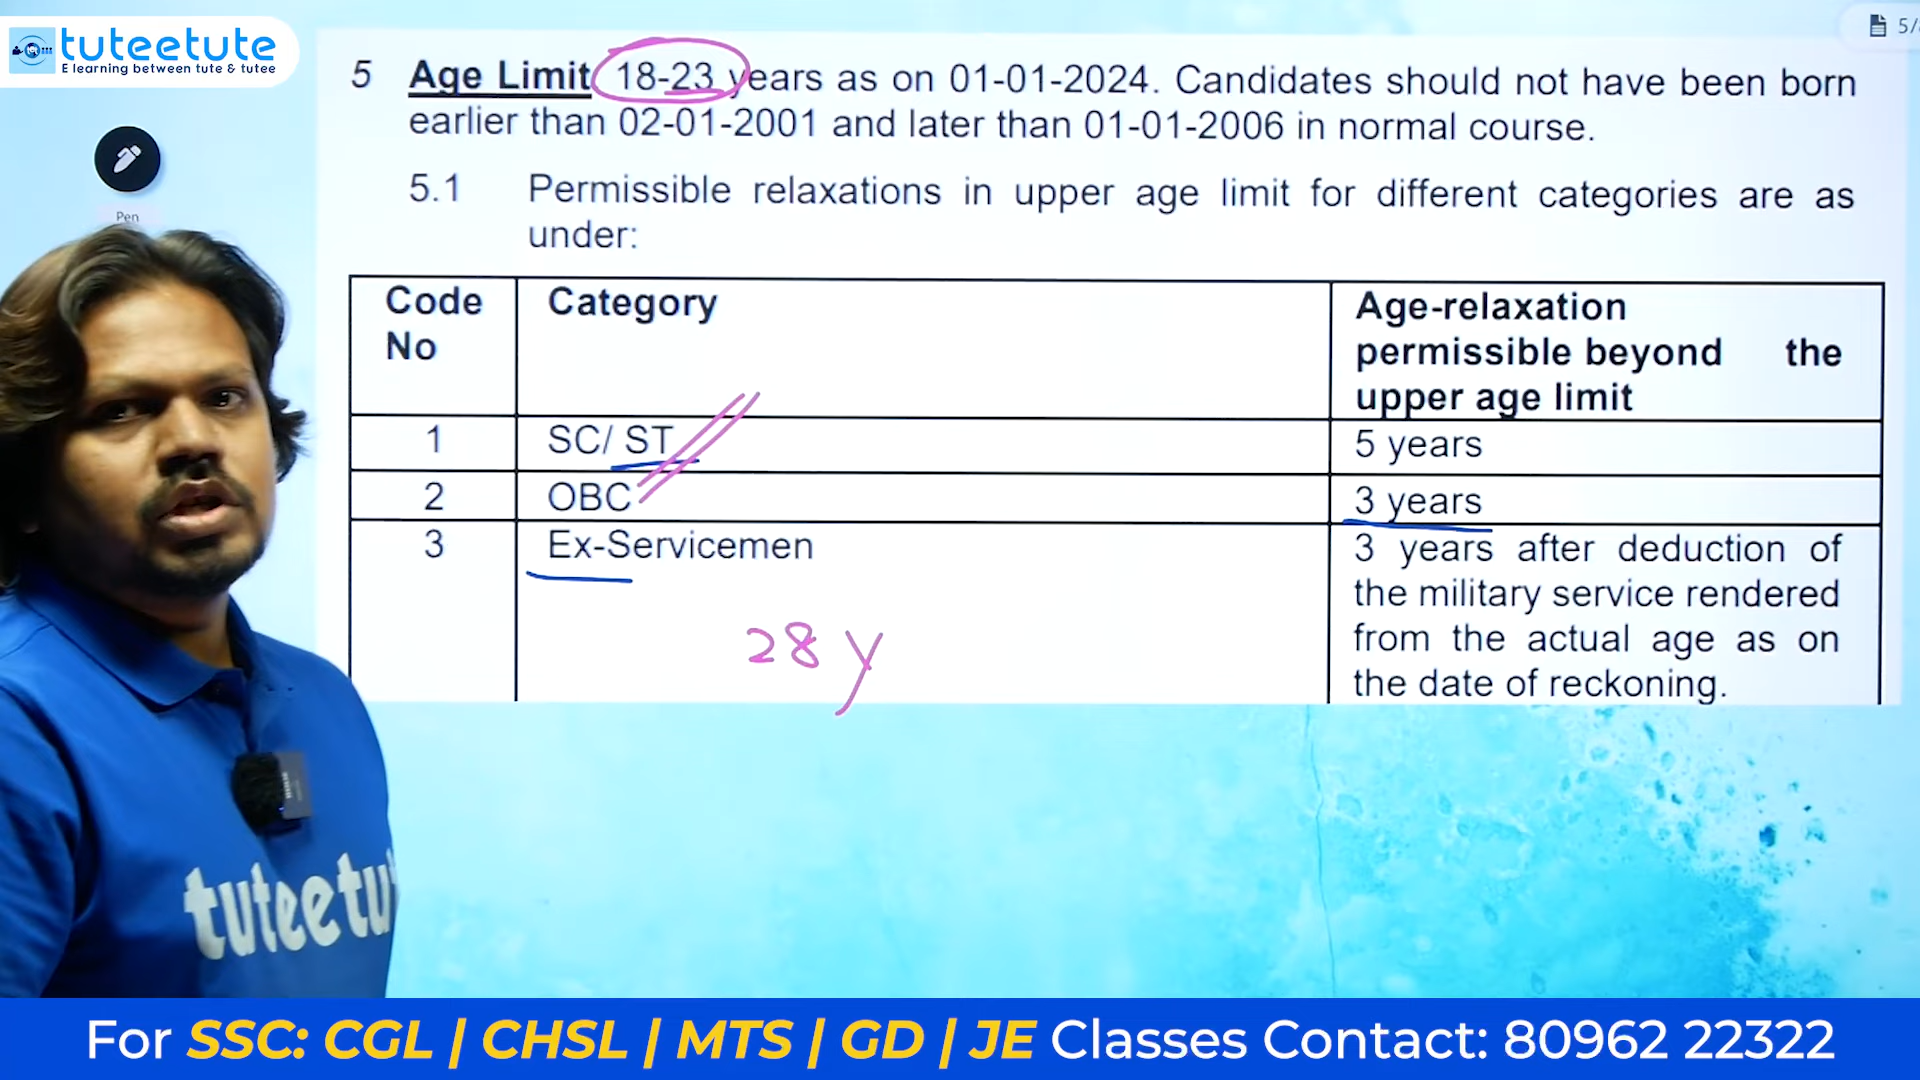 tuteetute
E learning between tute & tutee
5/
Pen
5 Age Limit 18-23 years as on 01-01-2024. Candidates should not have been born
earlier than 02-01-2001 and later than 01-01-2006 in normal course.
5.1 Permissible relaxations in upper age limit for different categories are as
under:
Code No
Category
Age-relaxation
permissible beyond the
upper age limit
1 SC/ ST 5 years
2 OBC 3 years
3 Ex-Servicemen 3 years after deduction of
the military service rendered
from the actual age as on
the date of reckoning.
28 y
tuteetu
For SSC: CGL | CHSL | MTS | GD | JE Classes Contact: 80962 22322